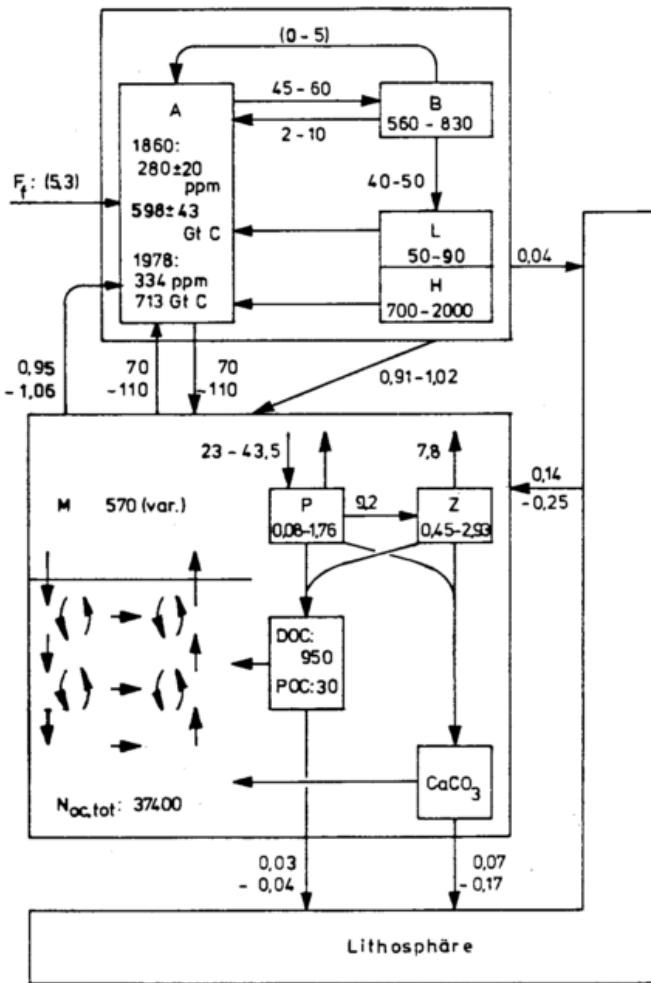 (0-5)
A
45-60
B
560-830
2-10
1860:
280±20
ppm
598±43
Gt C
1978:
334 ppm
713 Gt C
F_f: (5,3)
40-50
L
50-90
H
700-2000
0,04
0,95
-1,06
70
-110
70
-110
0,91-1,02
23-43,5
7,8
0,14
-0,25
M 570 (var.)
P
0,08-1,76
9,2
Z
0,45-2,93
DOC:
950
POC:30
CaCO₃
N_oc,tot: 37400
0,03
-0,04
0,07
-0,17
Lithosphäre